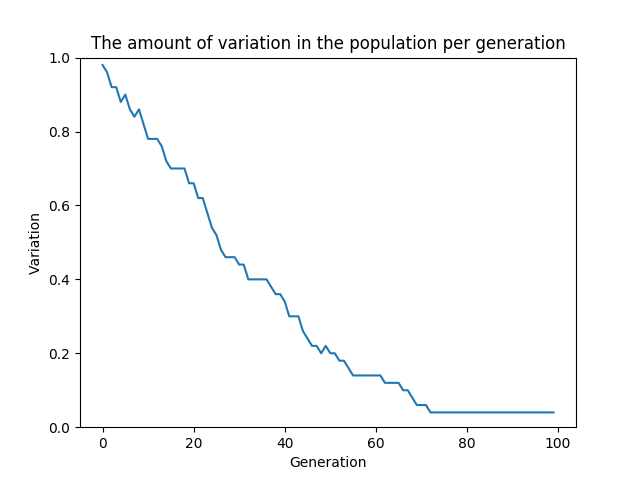 The amount of variation in the population per generation
1.0
0.8
0.6
0.4
0.2
0.0
Variation
0 20 40 60 80 100
Generation